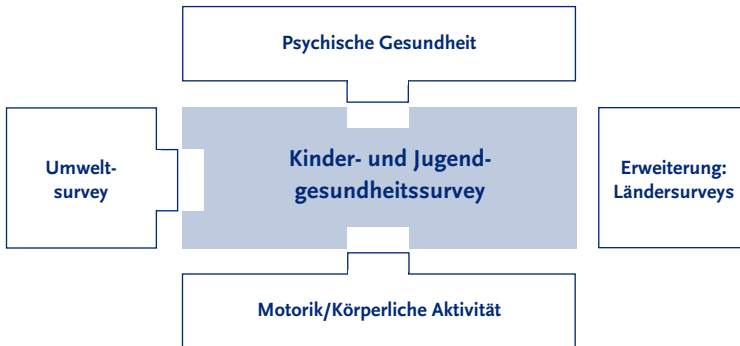 Psychische Gesundheit
Umwelt-
survey
Kinder- und Jugend-
gesundheitssurvey
Erweiterung:
Ländersurveys
Motorik/Körperliche Aktivität